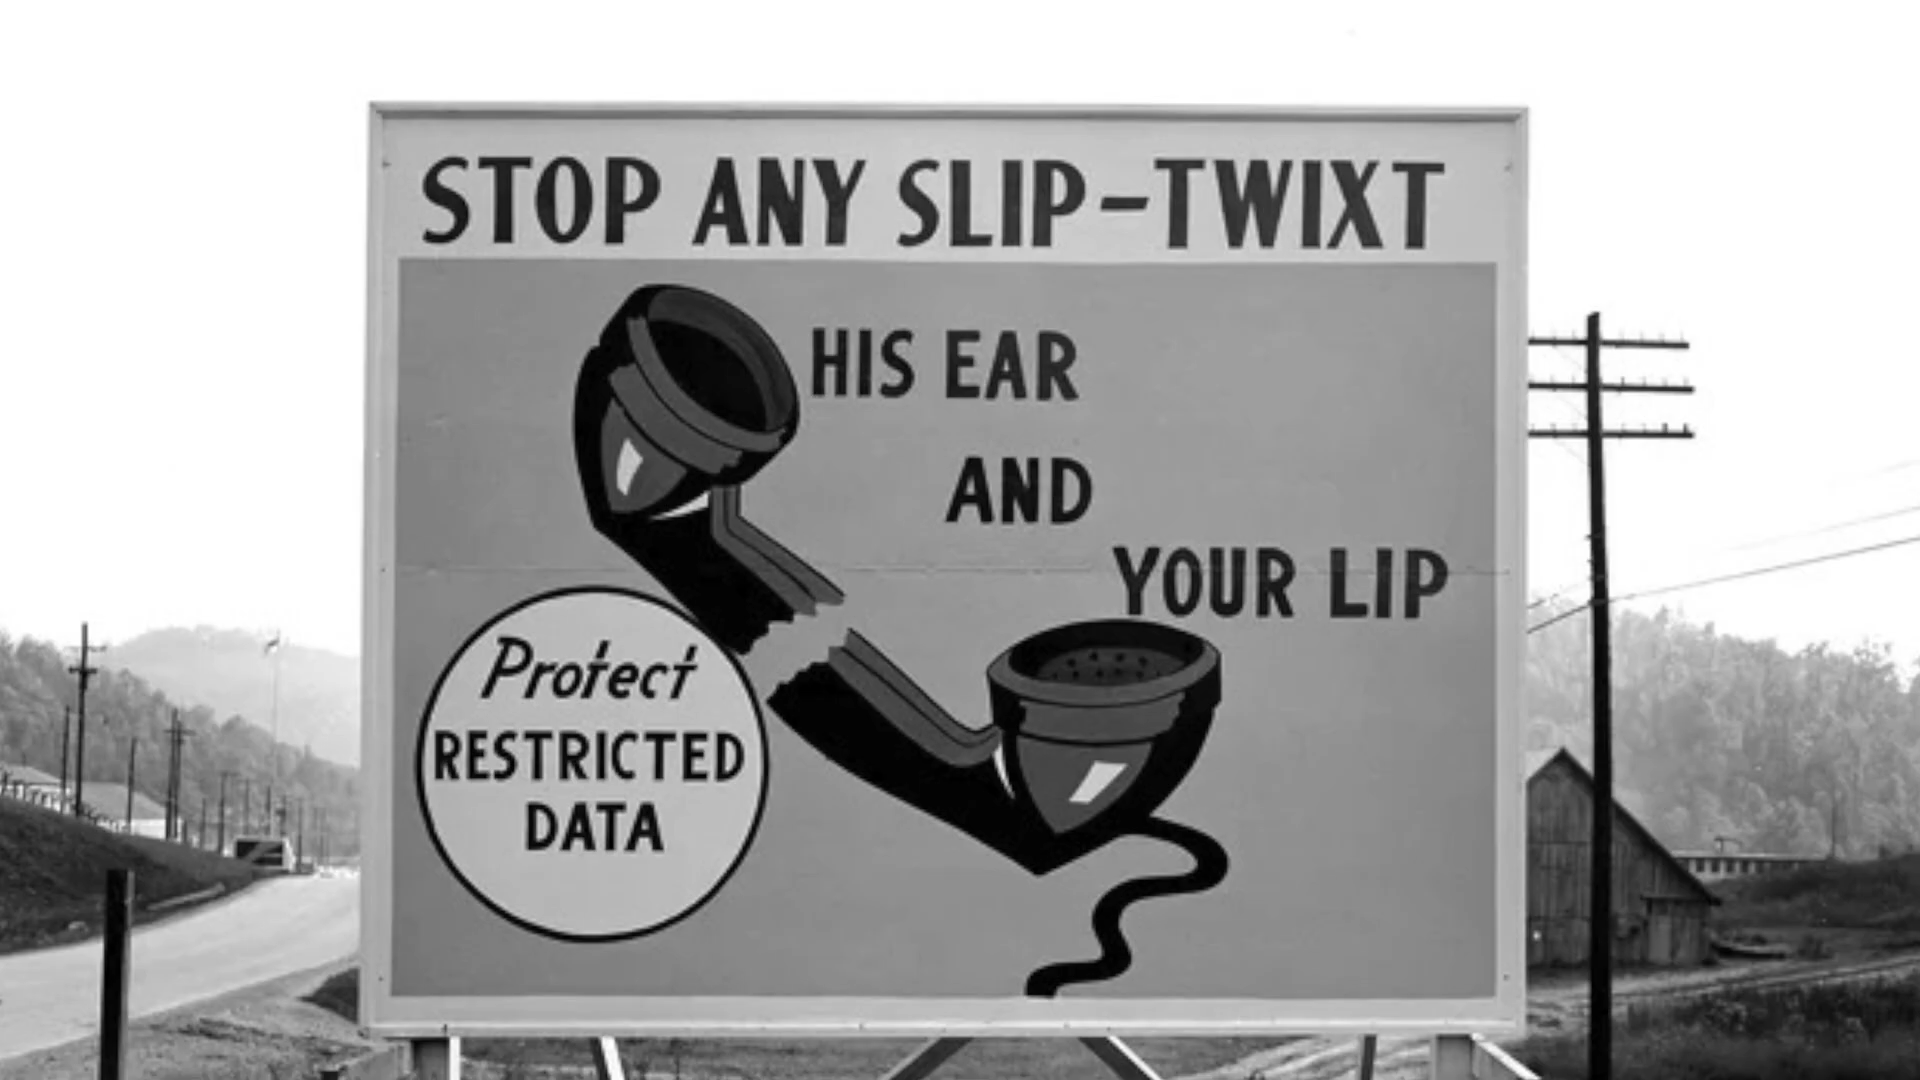 STOP ANY SLIP-TWIXT
HIS EAR
AND
YOUR LIP
Protect
RESTRICTED
DATA